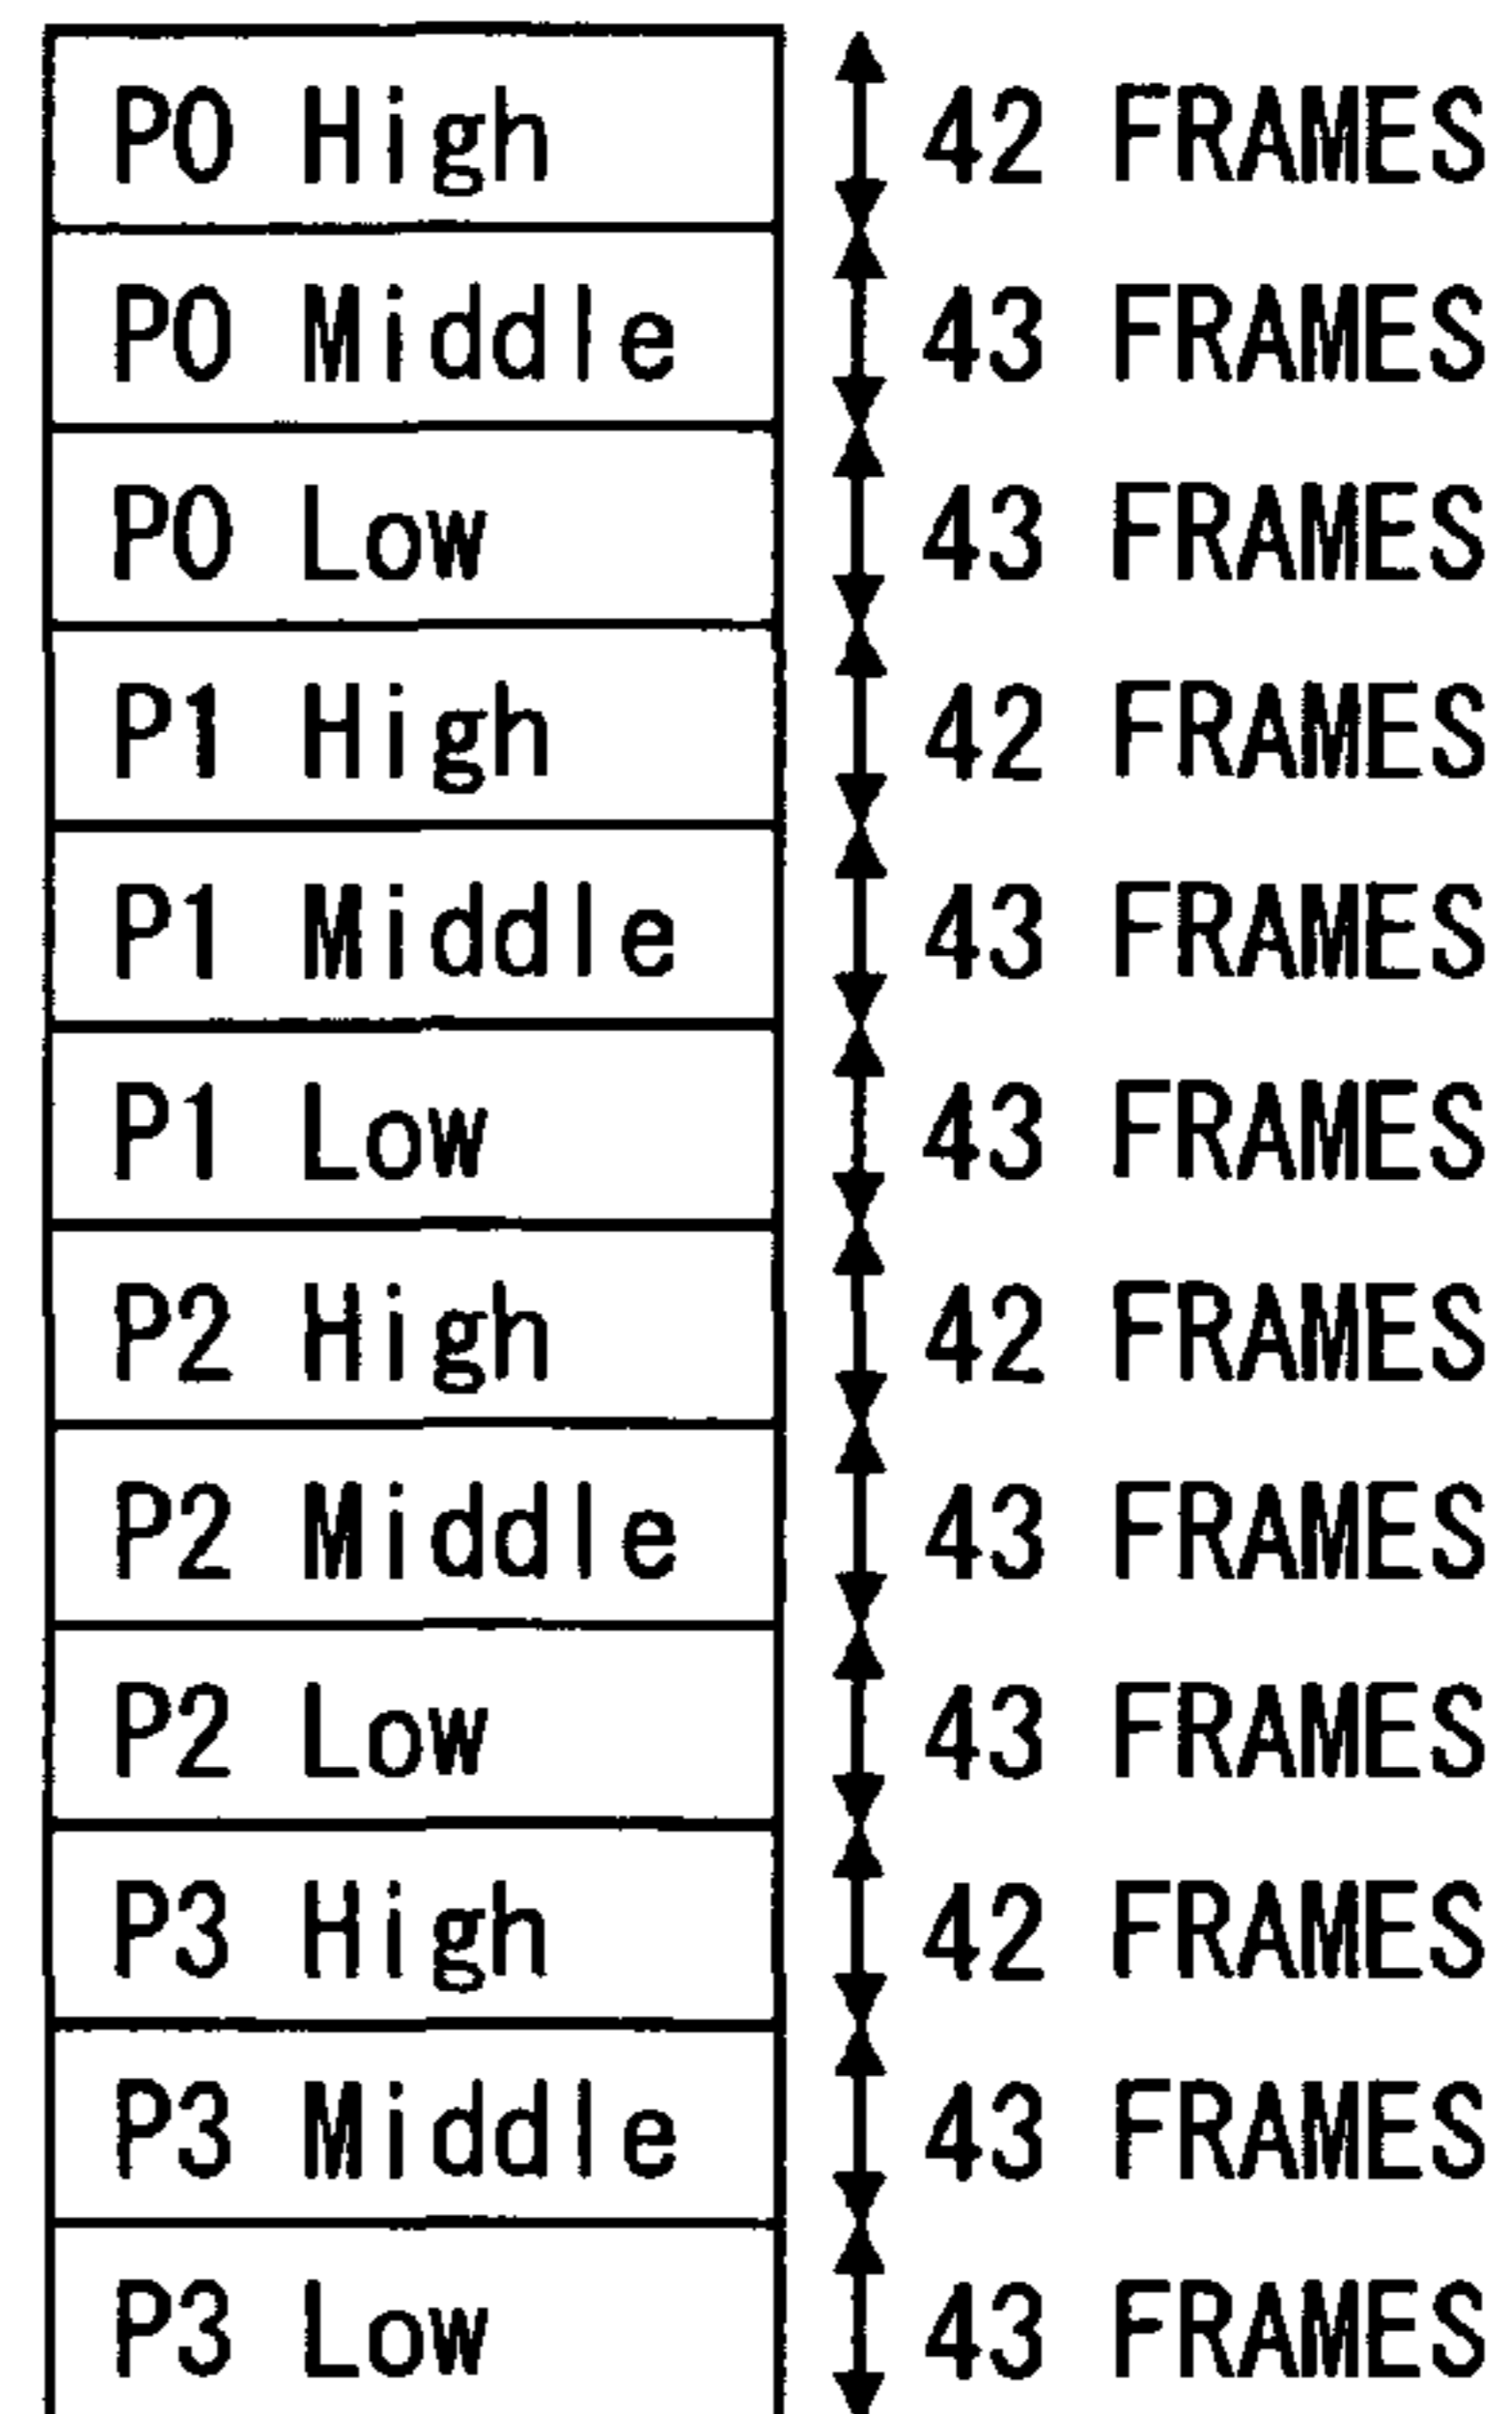 P0 High 42 FRAMES
P0 Middle 43 FRAMES
P0 Low 43 FRAMES
P1 High 42 FRAMES
P1 Middle 43 FRAMES
P1 Low 43 FRAMES
P2 High 42 FRAMES
P2 Middle 43 FRAMES
P2 Low 43 FRAMES
P3 High 42 FRAMES
P3 Middle 43 FRAMES
P3 Low 43 FRAMES